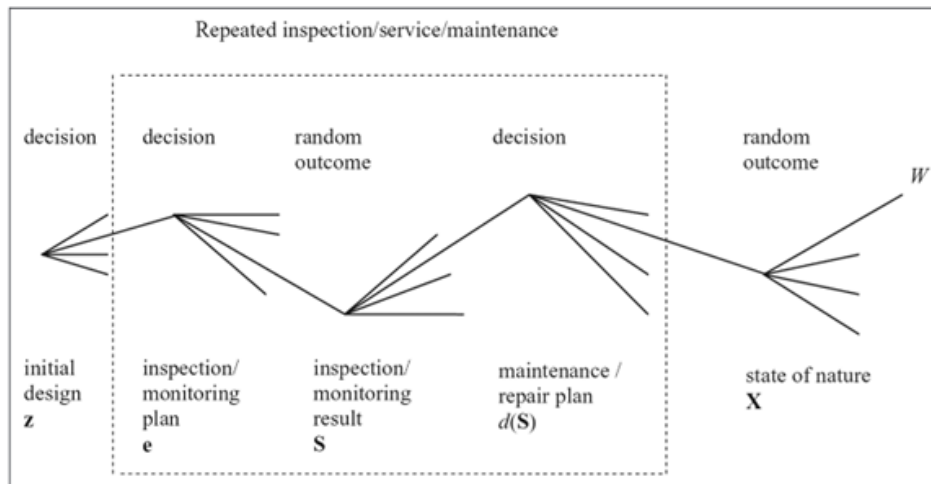 Repeated inspection/service/maintenance
decision
decision
random
outcome
decision
random
outcome
W
initial
design
z
inspection/
monitoring
plan
e
inspection/
monitoring
result
S
maintenance /
repair plan
d(S)
state of nature
X